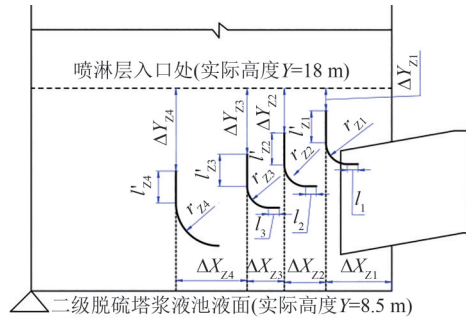 喷淋层入口处(实际高度Y=18 m)
ΔY_Z4
ΔY_Z3
ΔY_Z2
ΔY_Z1
l'_Z4
l'_Z3
l'_Z2
l'_Z1
r_Z4
r_Z3
r_Z2
r_Z1
l_3
l_2
l_1
ΔX_Z4
ΔX_Z3
ΔX_Z2
ΔX_Z1
二级脱硫塔浆液池液面(实际高度Y=8.5 m)